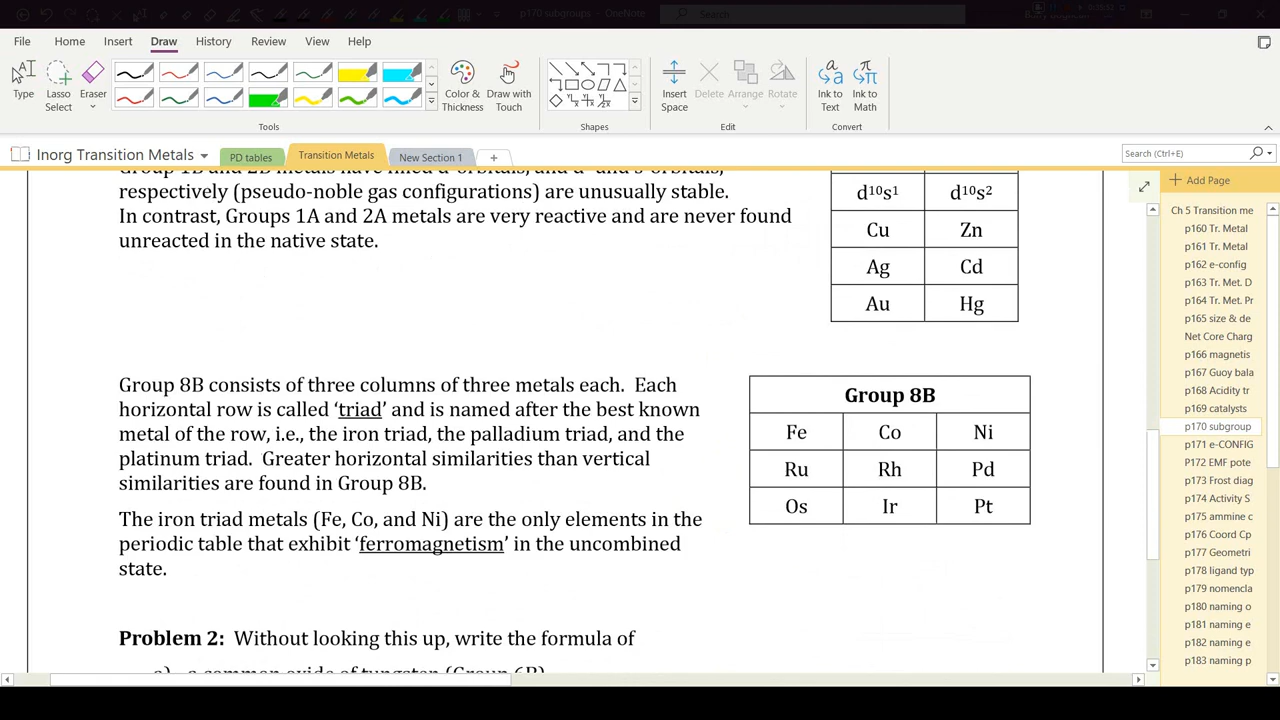 p170 subgroups - OneNote
Search
File Home Insert Draw History Review View Help
Type
Lasso Select
Eraser
Color & Thickness
Draw with Touch
Insert Space
Delete
Arrange
Rotate
Ink to Text
Ink to Math
Tools
Shapes
Edit
Convert
Inorg Transition Metals
PD tables
Transition Metals
New Section 1
Search (Ctrl+E)
respectively (pseudo-noble gas configurations) are unusually stable.
In contrast, Groups 1A and 2A metals are very reactive and are never found
unreacted in the native state.
d¹⁰s¹ d¹⁰s²
Cu Zn
Ag Cd
Au Hg
Group 8B consists of three columns of three metals each. Each
horizontal row is called ‘triad’ and is named after the best known
metal of the row, i.e., the iron triad, the palladium triad, and the
platinum triad. Greater horizontal similarities than vertical
similarities are found in Group 8B.
The iron triad metals (Fe, Co, and Ni) are the only elements in the
periodic table that exhibit ‘ferromagnetism’ in the uncombined
state.
Group 8B
Fe Co Ni
Ru Rh Pd
Os Ir Pt
Problem 2: Without looking this up, write the formula of
a) a common oxide of tungsten (Group 6B)
Add Page
Ch 5 Transition me
p160 Tr. Metal
p161 Tr. Metal
p162 e-config
p163 Tr. Met. D
p164 Tr. Met. Pr
p165 size & de
Net Core Charg
p166 magnetis
p167 Guoy bala
p168 Acidity tr
p169 catalysts
p170 subgroup
p171 e-CONFIG
P172 EMF pote
p173 Frost diag
p174 Activity S
p175 ammine c
p176 Coord Cp
p177 Geometri
p178 ligand typ
p179 nomencla
p180 naming o
p181 naming e
p182 naming e
p183 naming p